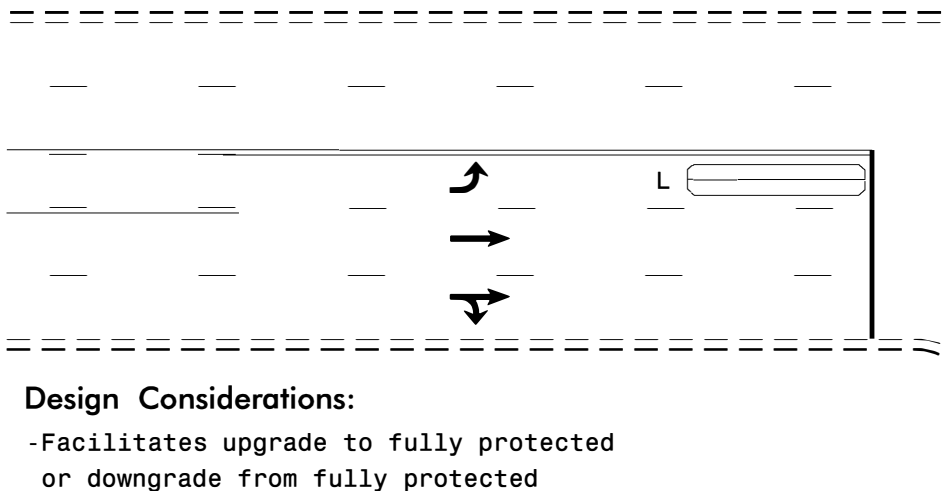 L
Design Considerations:
-Facilitates upgrade to fully protected
or downgrade from fully protected